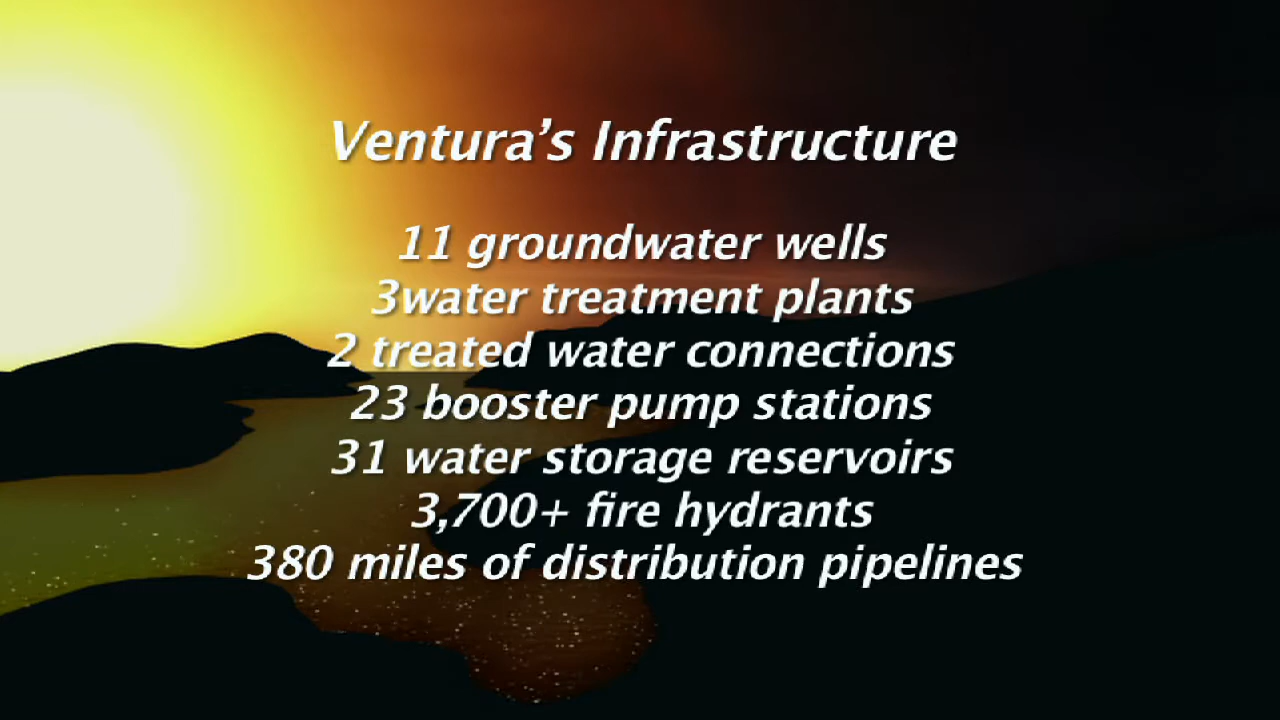 Ventura’s Infrastructure
11 groundwater wells
3water treatment plants
2 treated water connections
23 booster pump stations
31 water storage reservoirs
3,700+ fire hydrants
380 miles of distribution pipelines